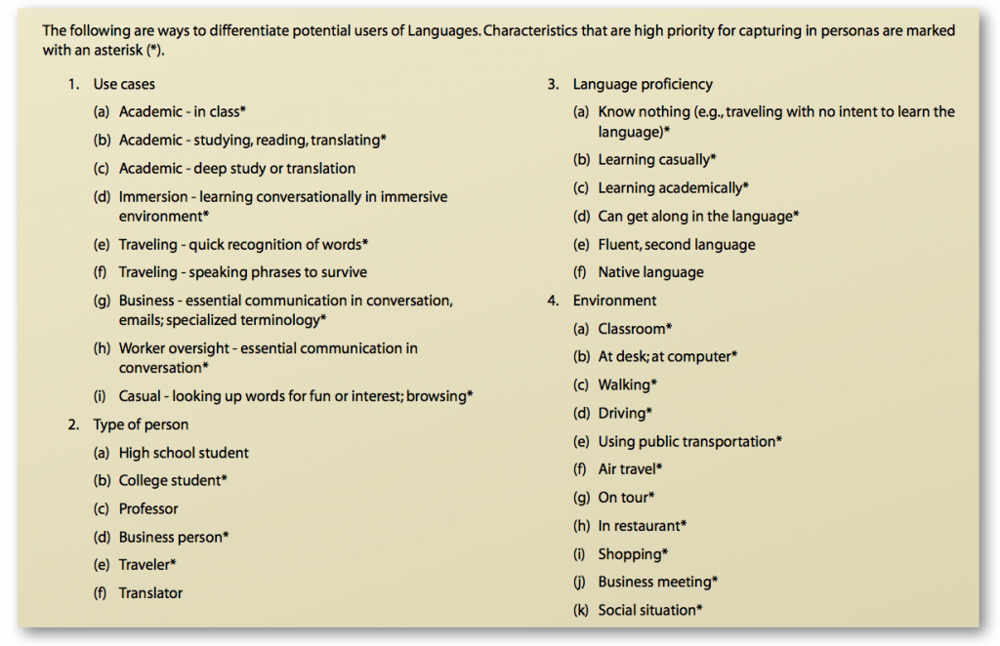 The following are ways to differentiate potential users of Languages. Characteristics that are high priority for capturing in personas are marked
with an asterisk (*).
1. Use cases
(a) Academic - in class*
(b) Academic - studying, reading, translating*
(c) Academic - deep study or translation
(d) Immersion - learning conversationally in immersive
environment*
(e) Traveling - quick recognition of words*
(f) Traveling - speaking phrases to survive
(g) Business - essential communication in conversation,
emails; specialized terminology*
(h) Worker oversight - essential communication in
conversation*
(i) Casual - looking up words for fun or interest; browsing*
2. Type of person
(a) High school student
(b) College student*
(c) Professor
(d) Business person*
(e) Traveler*
(f) Translator
3. Language proficiency
(a) Know nothing (e.g., traveling with no intent to learn the
language)*
(b) Learning casually*
(c) Learning academically*
(d) Can get along in the language*
(e) Fluent, second language
(f) Native language
4. Environment
(a) Classroom*
(b) At desk; at computer*
(c) Walking*
(d) Driving*
(e) Using public transportation*
(f) Air travel*
(g) On tour*
(h) In restaurant*
(i) Shopping*
(j) Business meeting*
(k) Social situation*